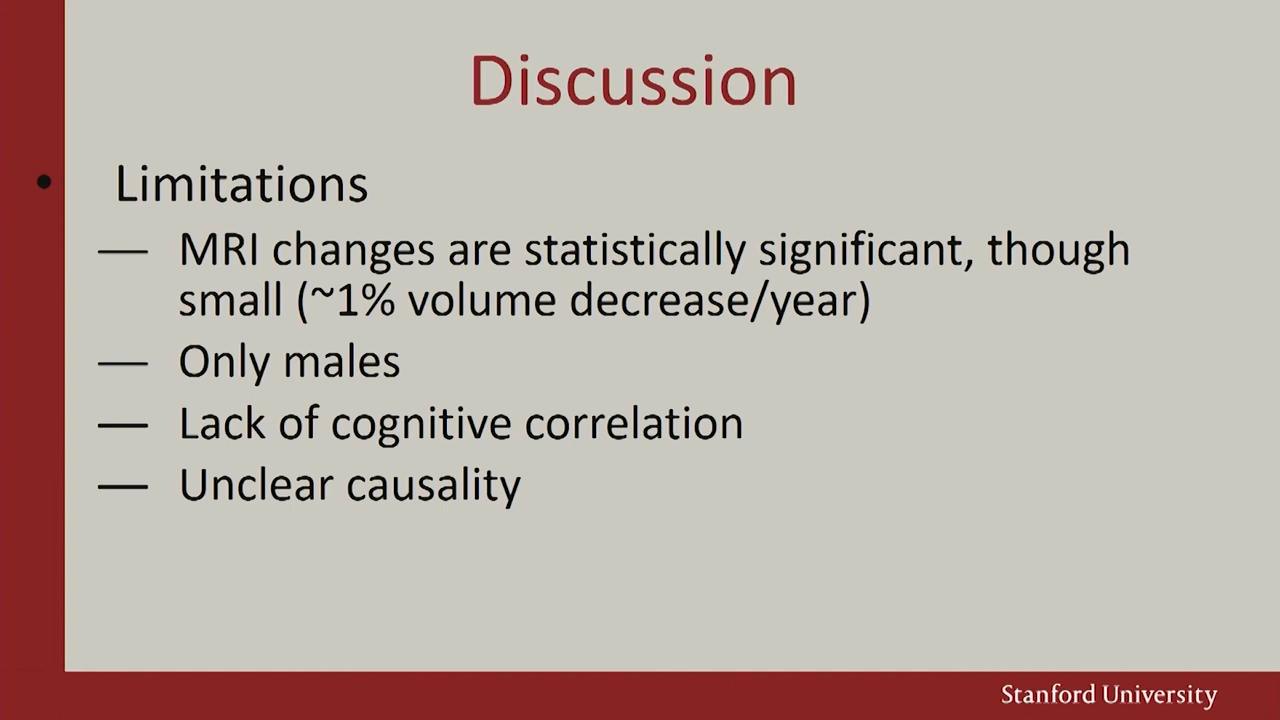 Discussion
• Limitations
— MRI changes are statistically significant, though
small (~1% volume decrease/year)
— Only males
— Lack of cognitive correlation
— Unclear causality
Stanford University